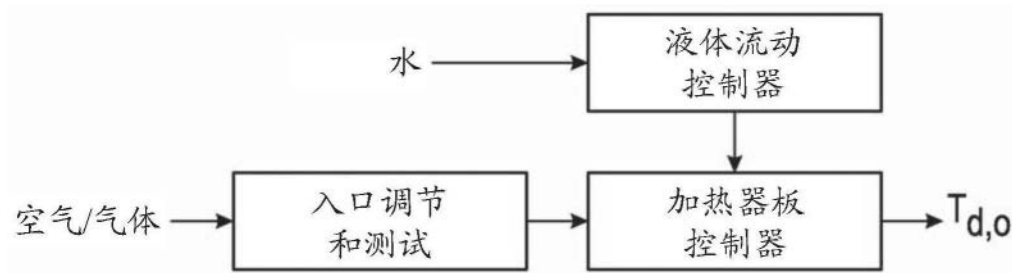 水
液体流动
控制器
空气/气体
入口调节
和测试
加热器板
控制器
Td,o